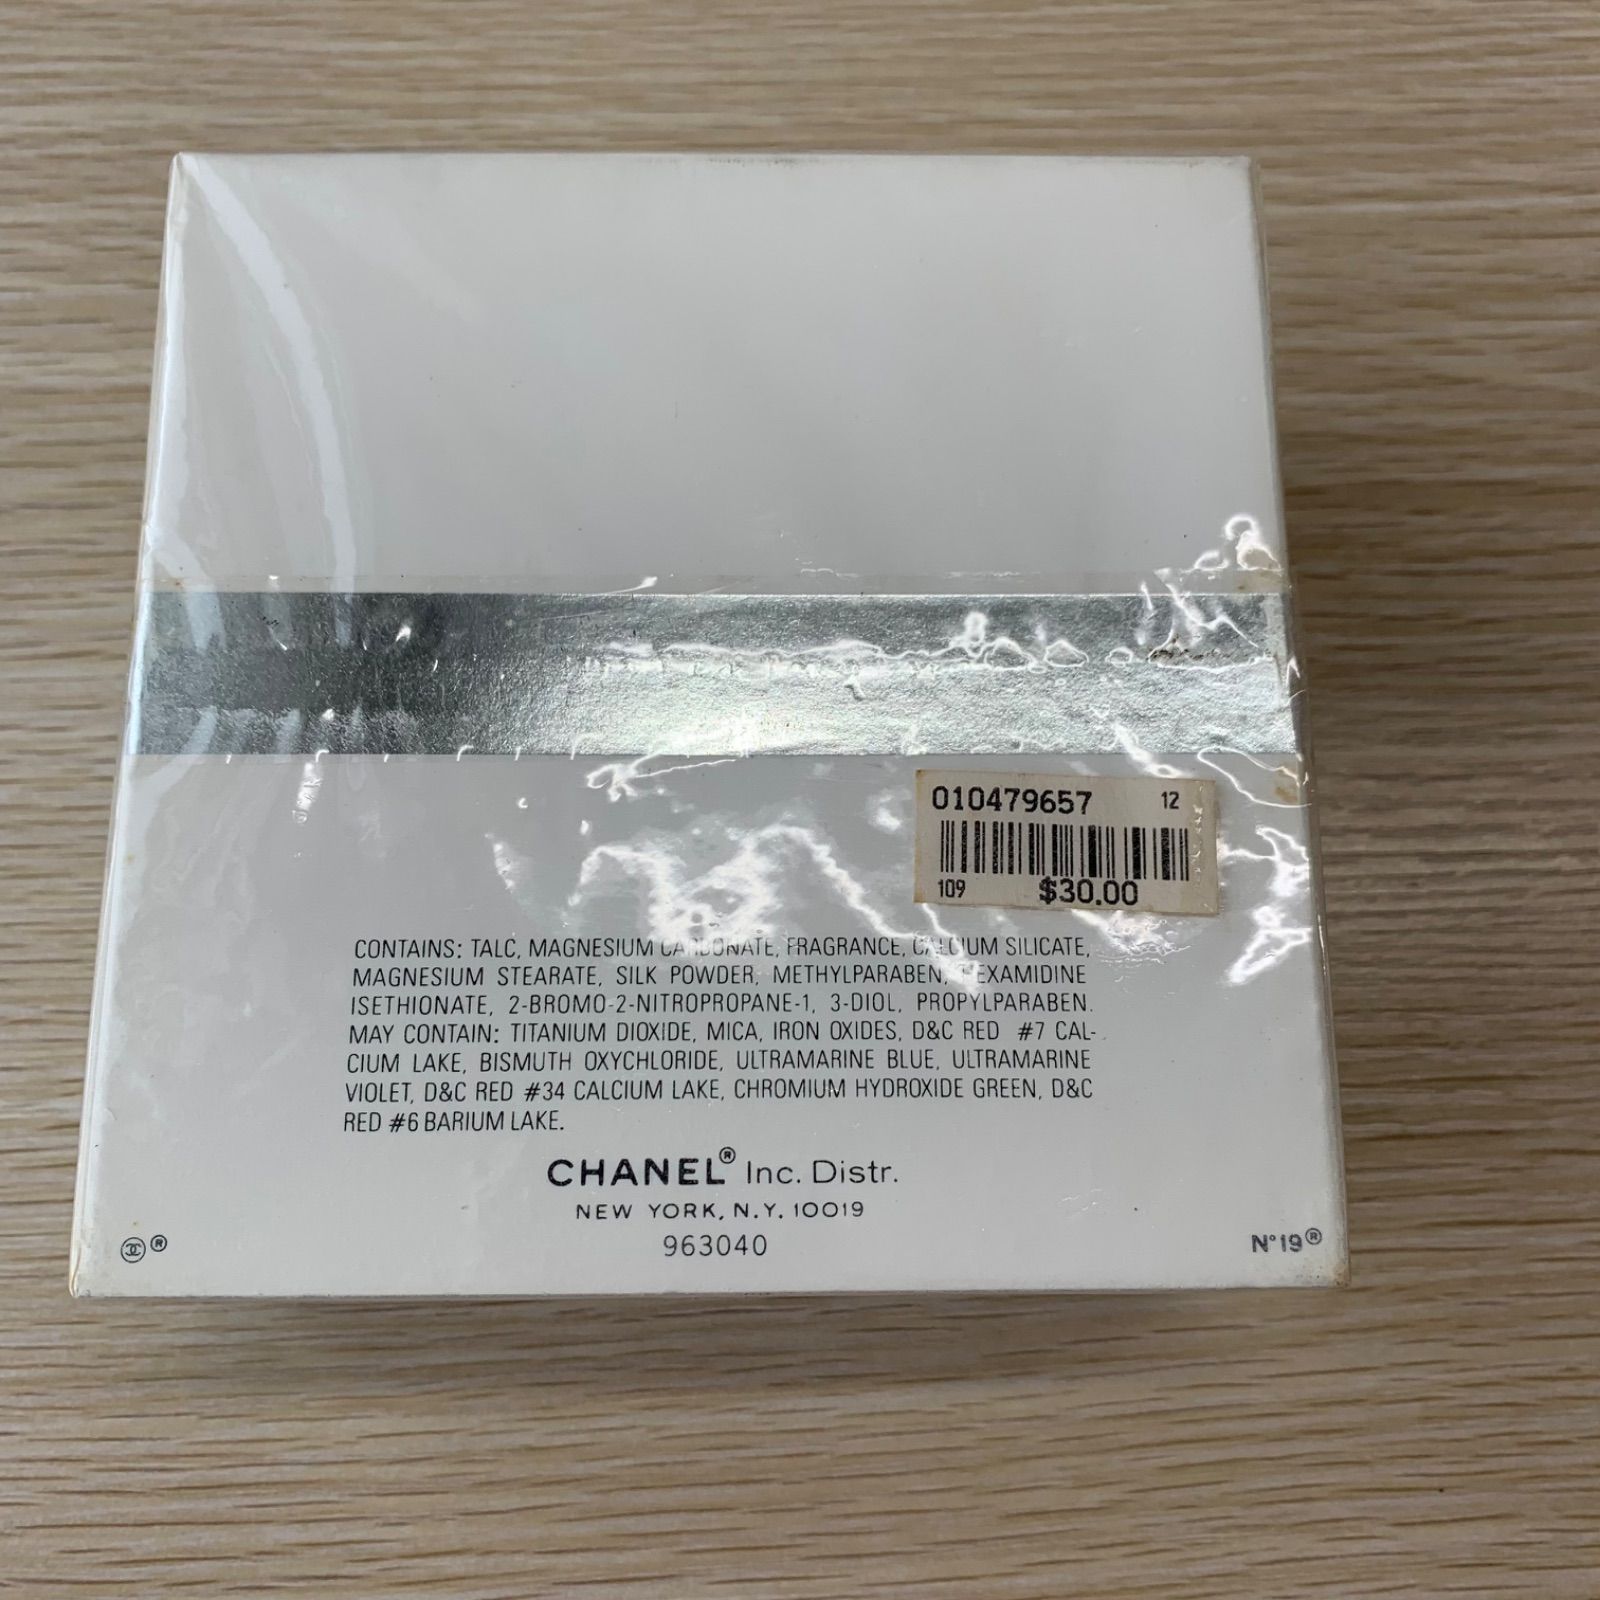 010479657 12
109 $30.00
CONTAINS: TALC, MAGNESIUM CARBONATE, FRAGRANCE, CALCIUM SILICATE,
MAGNESIUM STEARATE, SILK POWDER, METHYLPARABEN, HEXAMIDINE
ISETHIONATE, 2-BROMO-2-NITROPROPANE-1, 3-DIOL, PROPYLPARABEN.
MAY CONTAIN: TITANIUM DIOXIDE, MICA, IRON OXIDES, D&C RED #7 CAL-
CIUM LAKE, BISMUTH OXYCHLORIDE, ULTRAMARINE BLUE, ULTRAMARINE
VIOLET, D&C RED #34 CALCIUM LAKE, CHROMIUM HYDROXIDE GREEN, D&C
RED #6 BARIUM LAKE.
CHANEL® Inc. Distr.
NEW YORK, N.Y. 10019
963040
® N°19®